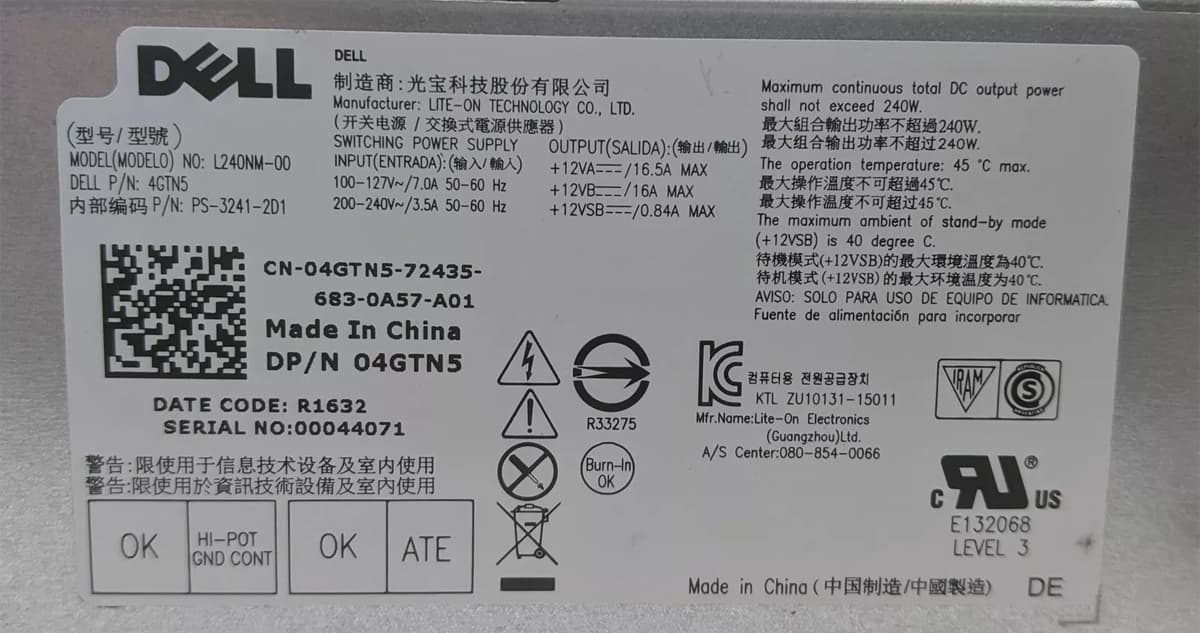 DELL
DELL
制造商:光宝科技股份有限公司
Manufacturer: LITE-ON TECHNOLOGY CO., LTD.
(开关电源 / 交換式電源供應器)
SWITCHING POWER SUPPLY
INPUT(ENTRADA):(输入/輸入)
100-127V~/7.0A 50-60 Hz
200-240V~/3.5A 50-60 Hz
(型号/型號)
MODEL(MODELO) NO: L240NM-00
DELL P/N: 4GTN5
内部编码 P/N: PS-3241-2D1
OUTPUT(SALIDA):(输出/輸出)
+12VA⎓/16.5A MAX
+12VB⎓/16A MAX
+12VSB⎓/0.84A MAX
Maximum continuous total DC output power
shall not exceed 240W.
最大組合輸出功率不超過240W.
最大组合输出功率不超过240W.
The operation temperature: 45 °C max.
最大操作溫度不可超過45℃.
最大操作温度不可超过45℃.
The maximum ambient of stand-by mode
(+12VSB) is 40 degree C.
待機模式(+12VSB)的最大環境溫度為40℃.
待机模式(+12VSB)的最大环境温度为40℃.
AVISO: SOLO PARA USO DE EQUIPO DE INFORMATICA.
Fuente de alimentación para incorporar
CN-04GTN5-72435-
683-0A57-A01
Made In China
DP/N 04GTN5
DATE CODE: R1632
SERIAL NO:00044071
警告:限使用于信息技术设备及室内使用
警告:限使用於資訊技術設備及室內使用
OK
HI-POT
GND CONT
OK
ATE
R33275
Burn-In
OK
KC
컴퓨터용 전원공급장치
KTL ZU10131-15011
Mfr.Name:Lite-On Electronics
(Guangzhou)Ltd.
A/S Center:080-854-0066
IRAM
REPUBLICA
S
ARGENTINA
C RU ® US
E132068
LEVEL 3
Made in China (中国制造/中國製造)
DE